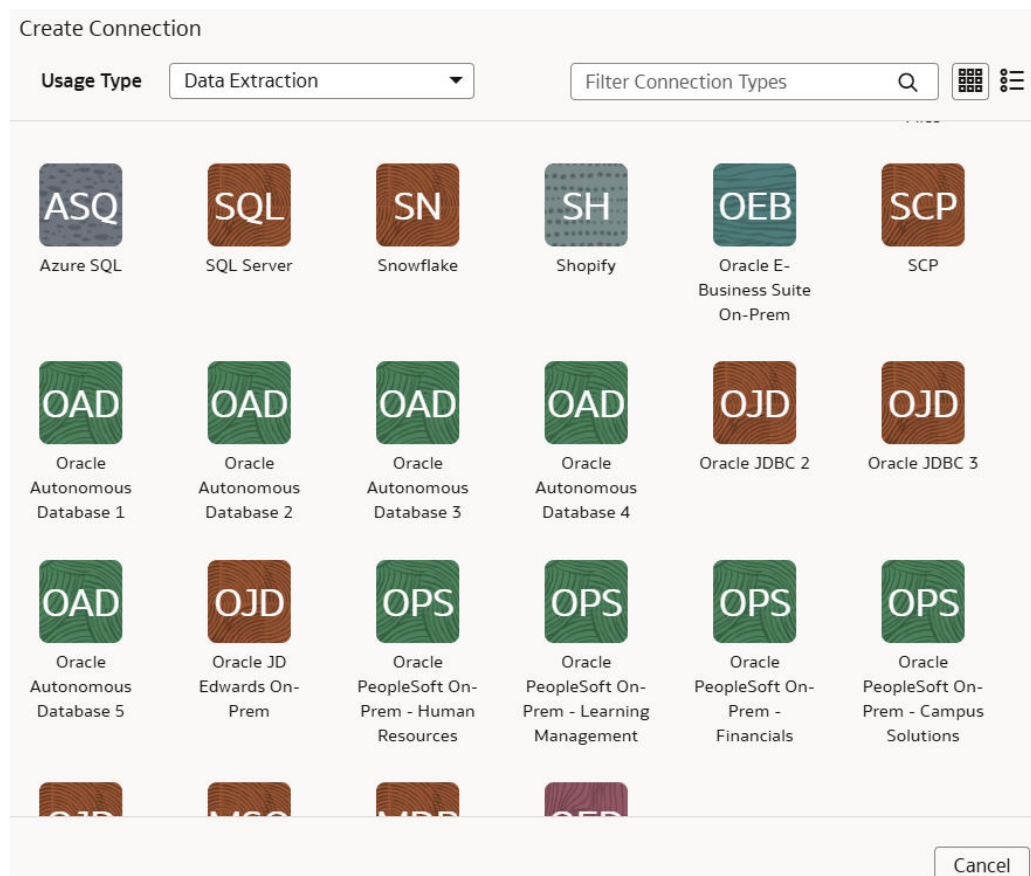 Create Connection
Usage Type Data Extraction Filter Connection Types
ASQ SQL SN SH OEB SCP
Azure SQL SQL Server Snowflake Shopify Oracle E- SCP
Business Suite
On-Prem
OAD OAD OAD OAD OJD OJD
Oracle Oracle Oracle Oracle Oracle JDBC 2 Oracle JDBC 3
Autonomous Autonomous Autonomous Autonomous
Database 1 Database 2 Database 3 Database 4
OAD OJD OPS OPS OPS OPS
Oracle Oracle JD Oracle Oracle Oracle Oracle
Autonomous Edwards On- PeopleSoft On- PeopleSoft On- PeopleSoft On- PeopleSoft On-
Database 5 Prem Prem - Human Prem - Learning Prem - Prem - Campus
Resources Management Financials Solutions
Cancel